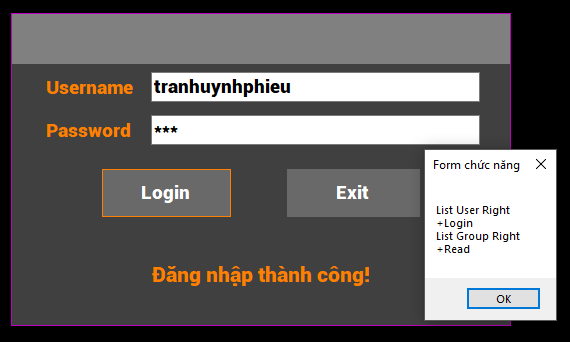 Username
tranhuynhphieu
Password
***
Login
Exit
Đăng nhập thành công!
Form chức năng
List User Right
+Login
List Group Right
+Read
OK